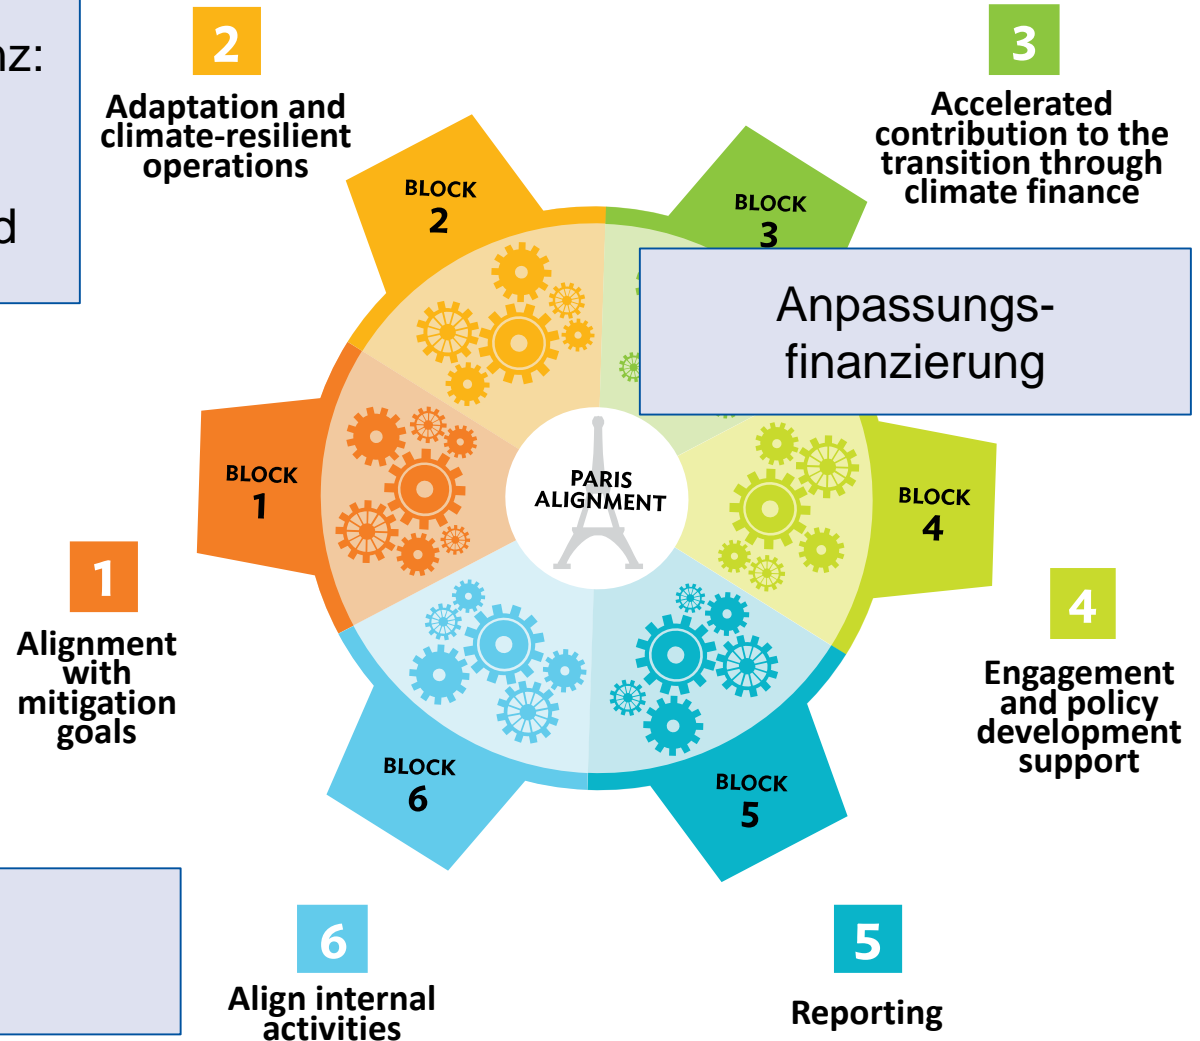 nz:
d
2
Adaptation and
climate-resilient
operations
3
Accelerated
contribution to the
transition through
climate finance
BLOCK
2
BLOCK
3
Anpassungs-
finanzierung
BLOCK
1
PARIS
ALIGNMENT
BLOCK
4
1
Alignment
with
mitigation
goals
4
Engagement
and policy
development
support
BLOCK
6
BLOCK
5
6
Align internal
activities
5
Reporting